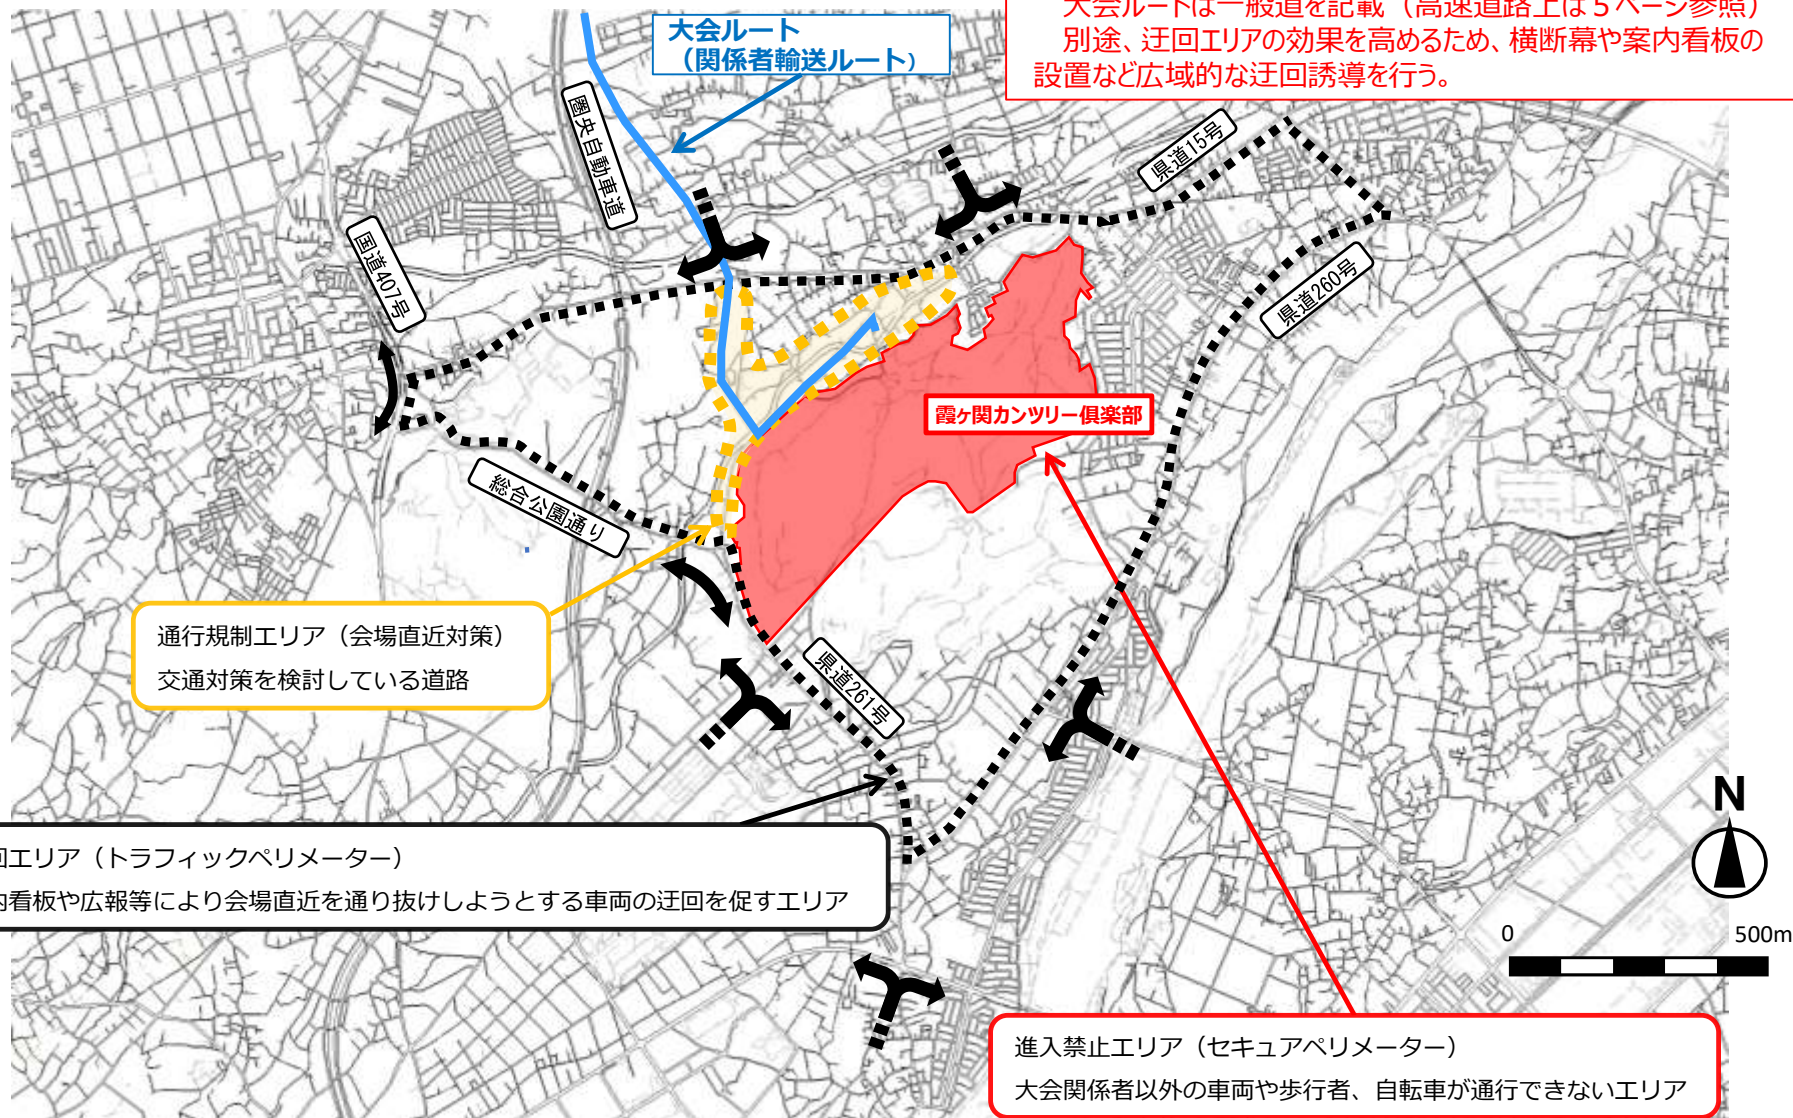 大会ルートは一般道を記載（高速道路上は５ページ参照）
別途、迂回エリアの効果を高めるため、横断幕や案内看板の
設置など広域的な迂回誘導を行う。
大会ルート
（関係者輸送ルート）
圏央自動車道
県道15号
国道407号
県道260号
霞ヶ関カンツリー倶楽部
総合公園通り
通行規制エリア（会場直近対策）
交通対策を検討している道路
県道261号
回エリア（トラフィックペリメーター）
内看板や広報等により会場直近を通り抜けしようとする車両の迂回を促すエリア
N
0
500m
進入禁止エリア（セキュアペリメーター）
大会関係者以外の車両や歩行者、自転車が通行できないエリア